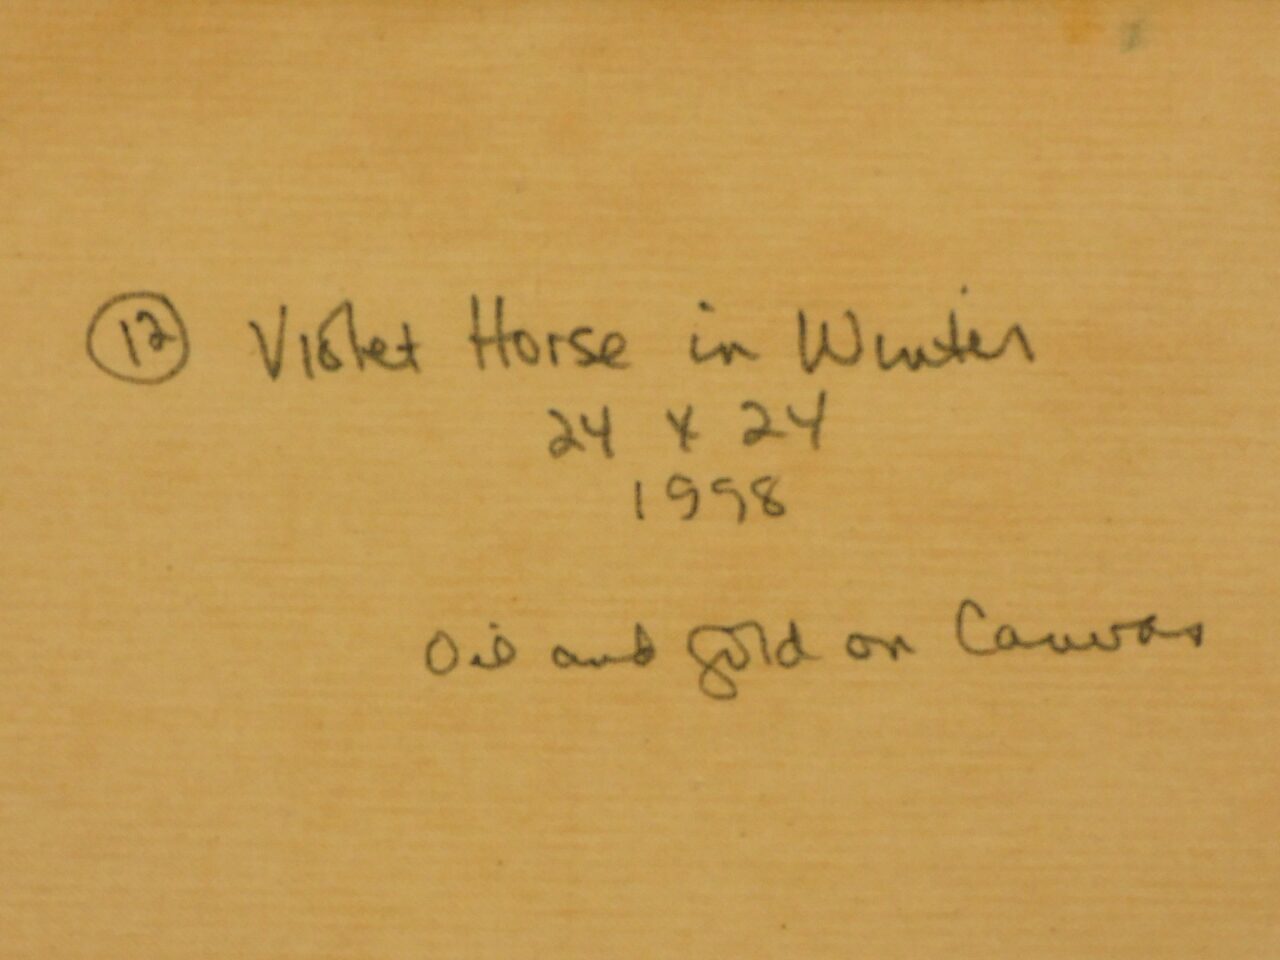 12 Violet Horse in Winter
24 x 24
1998
Oil and gold on Canvas